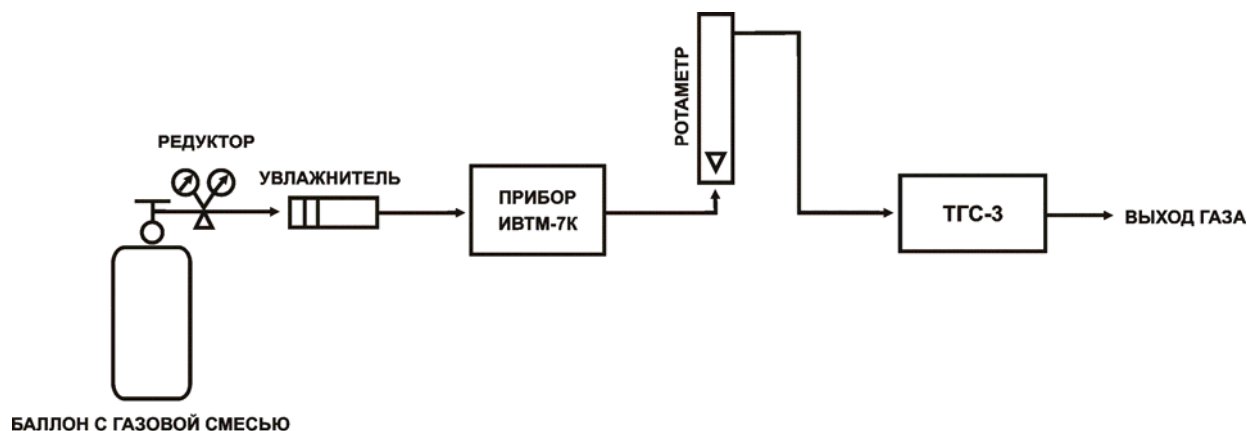 РОТАМЕТР
РЕДУКТОР
УВЛАЖНИТЕЛЬ
ПРИБОР
ИВТМ-7К
ТГС-3
ВЫХОД ГАЗА
БАЛЛОН С ГАЗОВОЙ СМЕСЬЮ